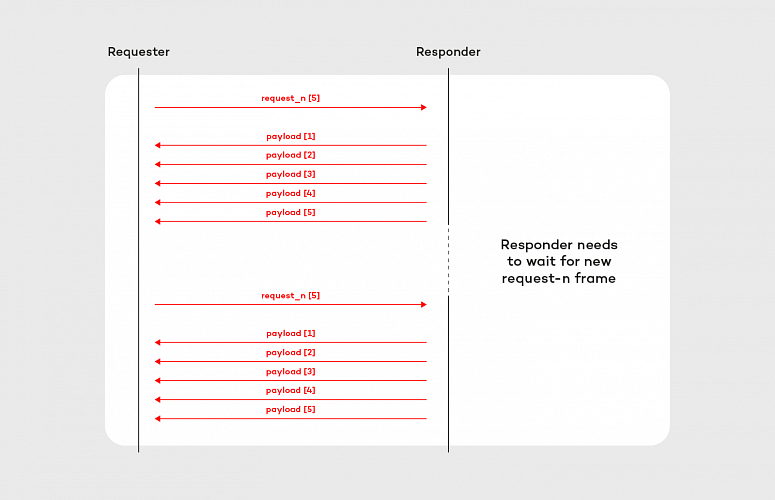 Requester
Responder
request_n [5]
payload [1]
payload [2]
payload [3]
payload [4]
payload [5]
Responder needs
to wait for new
request-n frame
request_n [5]
payload [1]
payload [2]
payload [3]
payload [4]
payload [5]